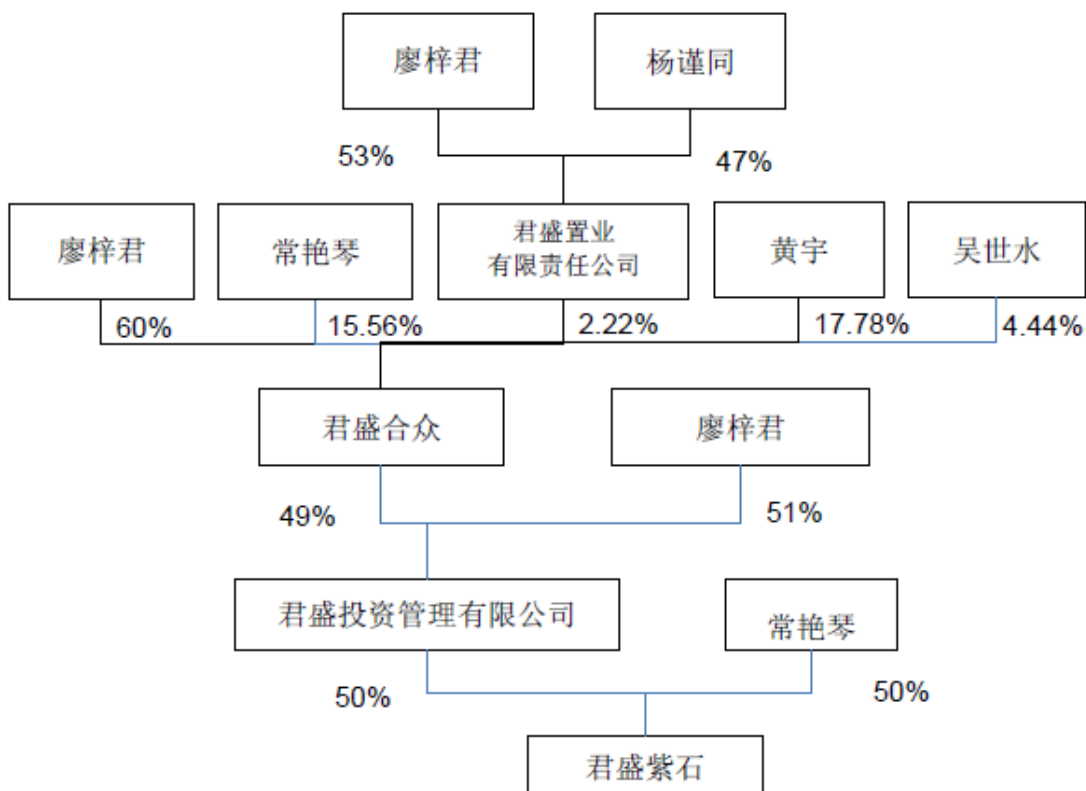 廖梓君
杨谨同
53%
47%
廖梓君
常艳琴
君盛置业
有限责任公司
黄宇
吴世水
60%
15.56%
2.22%
17.78%
4.44%
君盛合众
廖梓君
49%
51%
君盛投资管理有限公司
常艳琴
50%
50%
君盛紫石